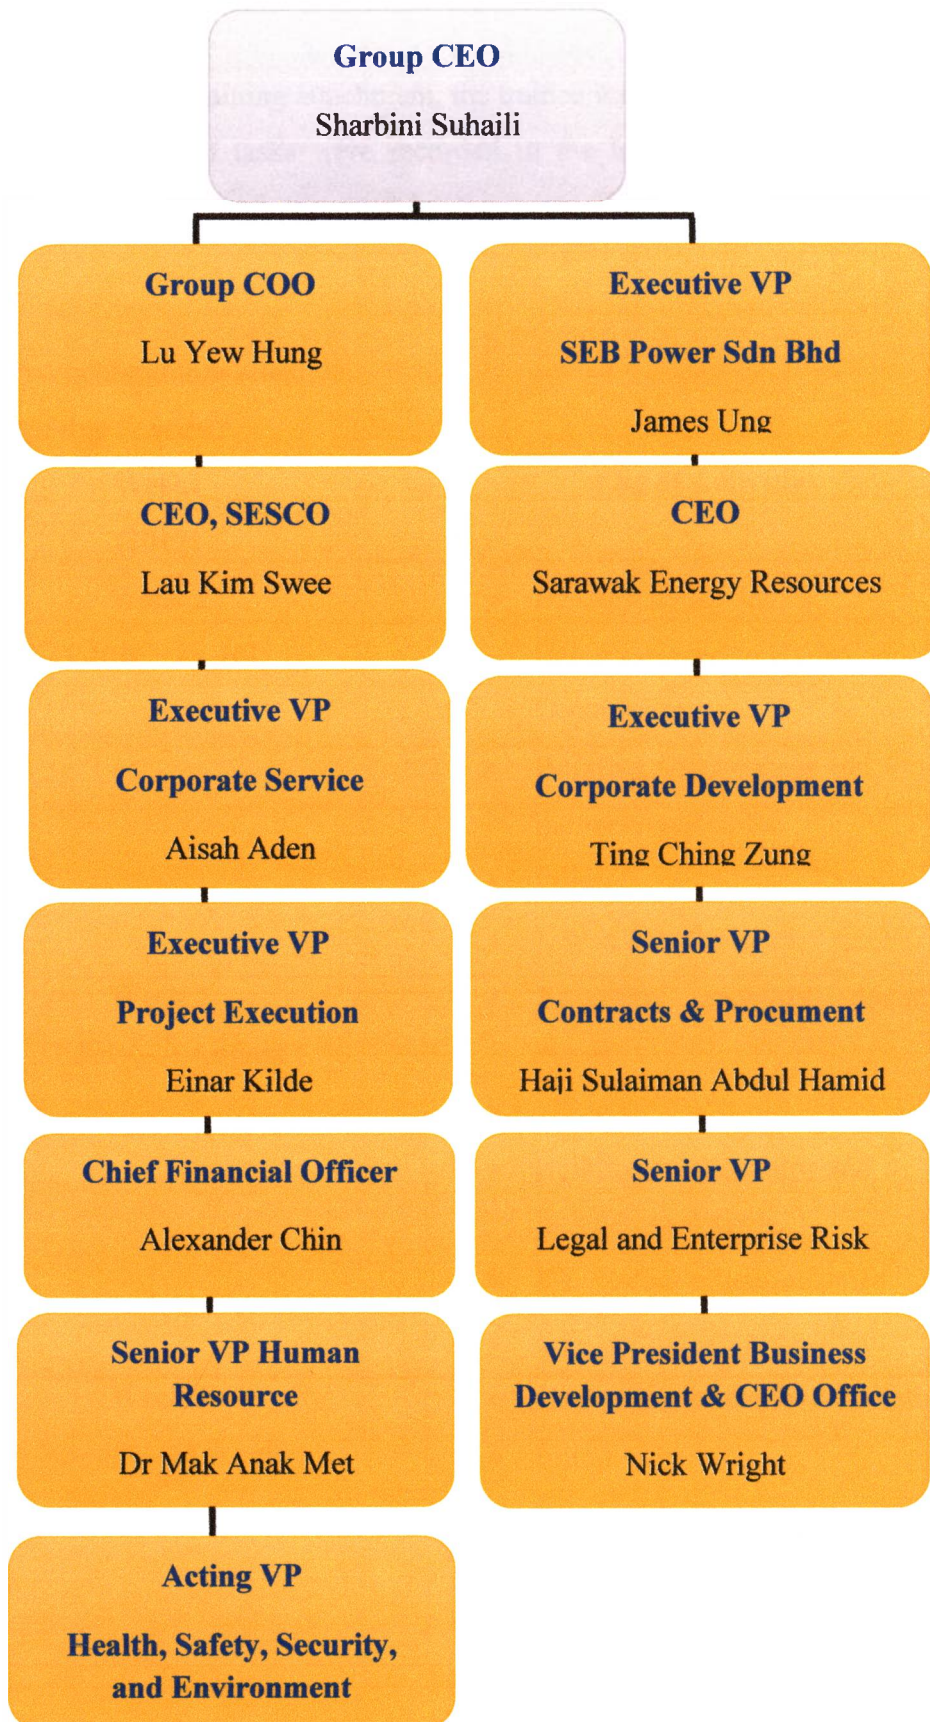 Group CEO
Sharbini Suhaili
Group COO
Lu Yew Hung
Executive VP
SEB Power Sdn Bhd
James Ung
CEO, SESCO
Lau Kim Swee
CEO
Sarawak Energy Resources
Executive VP
Corporate Service
Aisah Aden
Executive VP
Corporate Development
Ting Ching Zung
Executive VP
Project Execution
Einar Kilde
Senior VP
Contracts & Procument
Haji Sulaiman Abdul Hamid
Chief Financial Officer
Alexander Chin
Senior VP
Legal and Enterprise Risk
Senior VP Human
Resource
Dr Mak Anak Met
Vice President Business
Development & CEO Office
Nick Wright
Acting VP
Health, Safety, Security,
and Environment